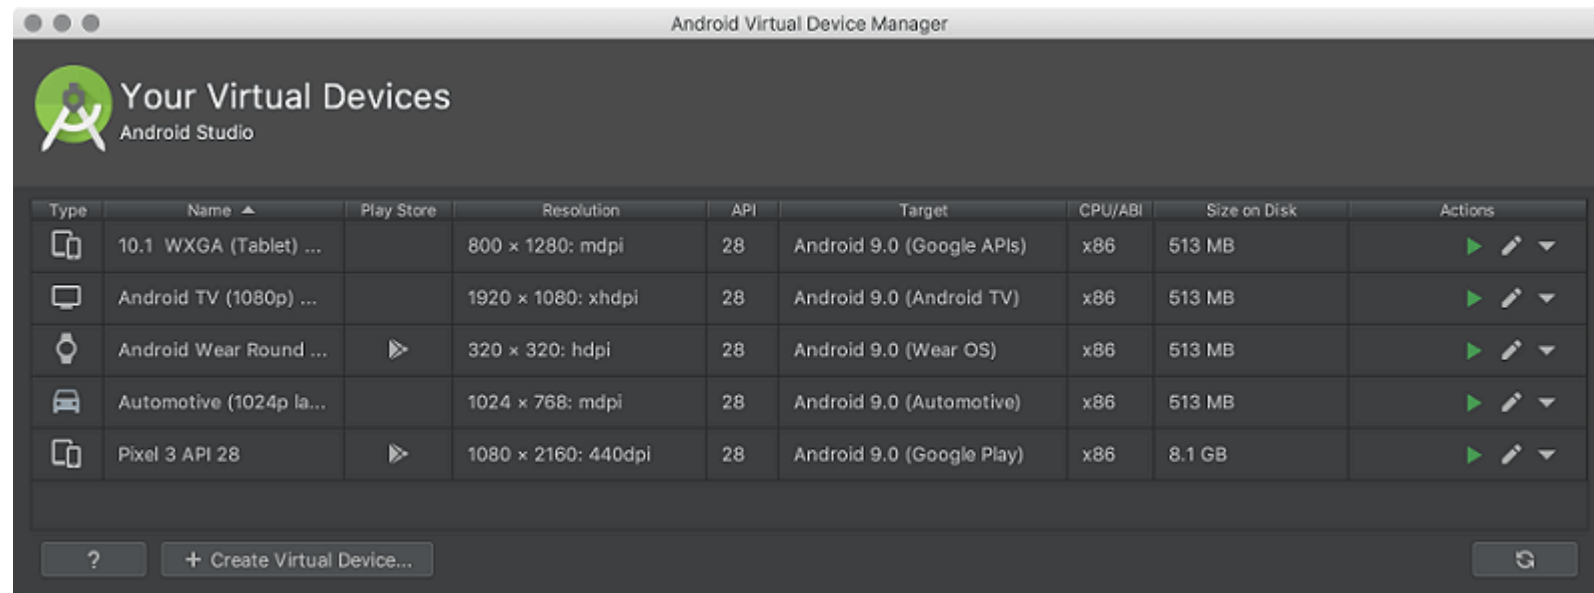 Android Virtual Device Manager
Your Virtual Devices
Android Studio
Type Name Play Store Resolution API Target CPU/ABI Size on Disk Actions
10.1 WXGA (Tablet) ... 800 × 1280: mdpi 28 Android 9.0 (Google APIs) x86 513 MB
Android TV (1080p) ... 1920 × 1080: xhdpi 28 Android 9.0 (Android TV) x86 513 MB
Android Wear Round ... 320 × 320: hdpi 28 Android 9.0 (Wear OS) x86 513 MB
Automotive (1024p la... 1024 × 768: mdpi 28 Android 9.0 (Automotive) x86 513 MB
Pixel 3 API 28 1080 × 2160: 440dpi 28 Android 9.0 (Google Play) x86 8.1 GB
? + Create Virtual Device...